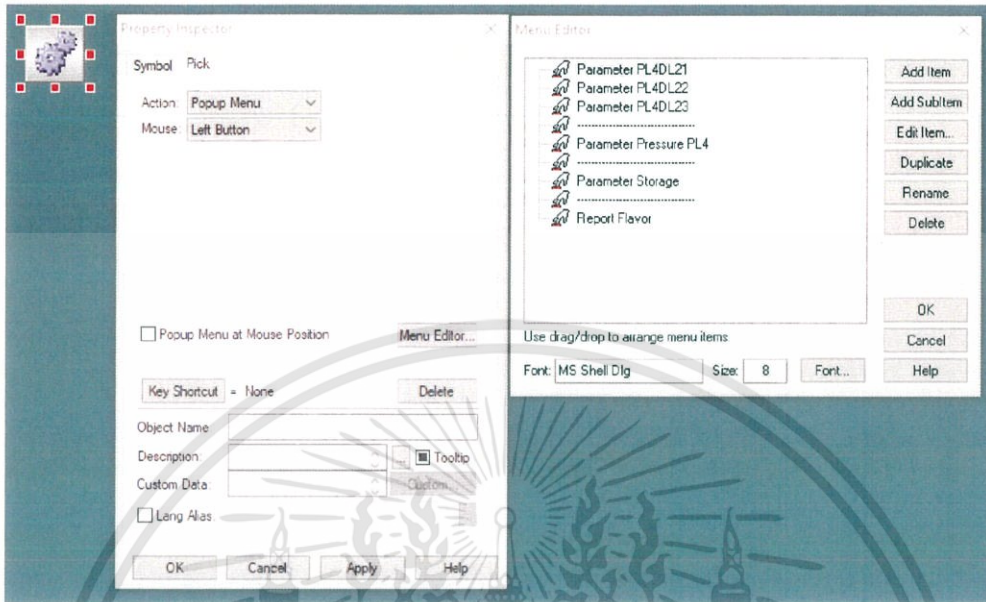 Property Inspector
Symbol Pick
Action: Popup Menu
Mouse: Left Button
Popup Menu at Mouse Position
Menu Editor...
Key Shortcut = None
Delete
Object Name:
Description: ... Tooltip
Custom Data: Custom...
Lang Alias:
OK Cancel Apply Help
Menu Editor
Parameter PL4DL21
Parameter PL4DL22
Parameter PL4DL23
--------------------------------
Parameter Pressure PL4
--------------------------------
Parameter Storage
--------------------------------
Report Flavor
Add Item
Add SubItem
Edit Item...
Duplicate
Rename
Delete
OK
Cancel
Help
Use drag/drop to arrange menu items
Font: MS Shell Dlg Size: 8 Font...